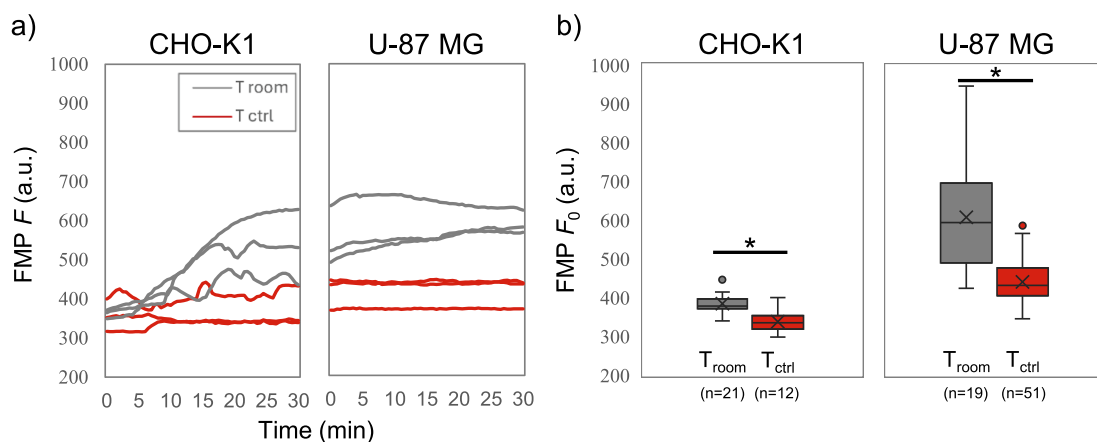 a)
CHO-K1
U-87 MG
FMP F (a.u.)
1000
900
800
700
600
500
400
300
200
T room
T ctrl
0 5 10 15 20 25 30
0 5 10 15 20 25 30
Time (min)
b)
CHO-K1
U-87 MG
FMP F0 (a.u.)
1000
900
800
700
600
500
400
300
200
*
*
Troom Tctrl
(n=21) (n=12)
Troom Tctrl
(n=19) (n=51)